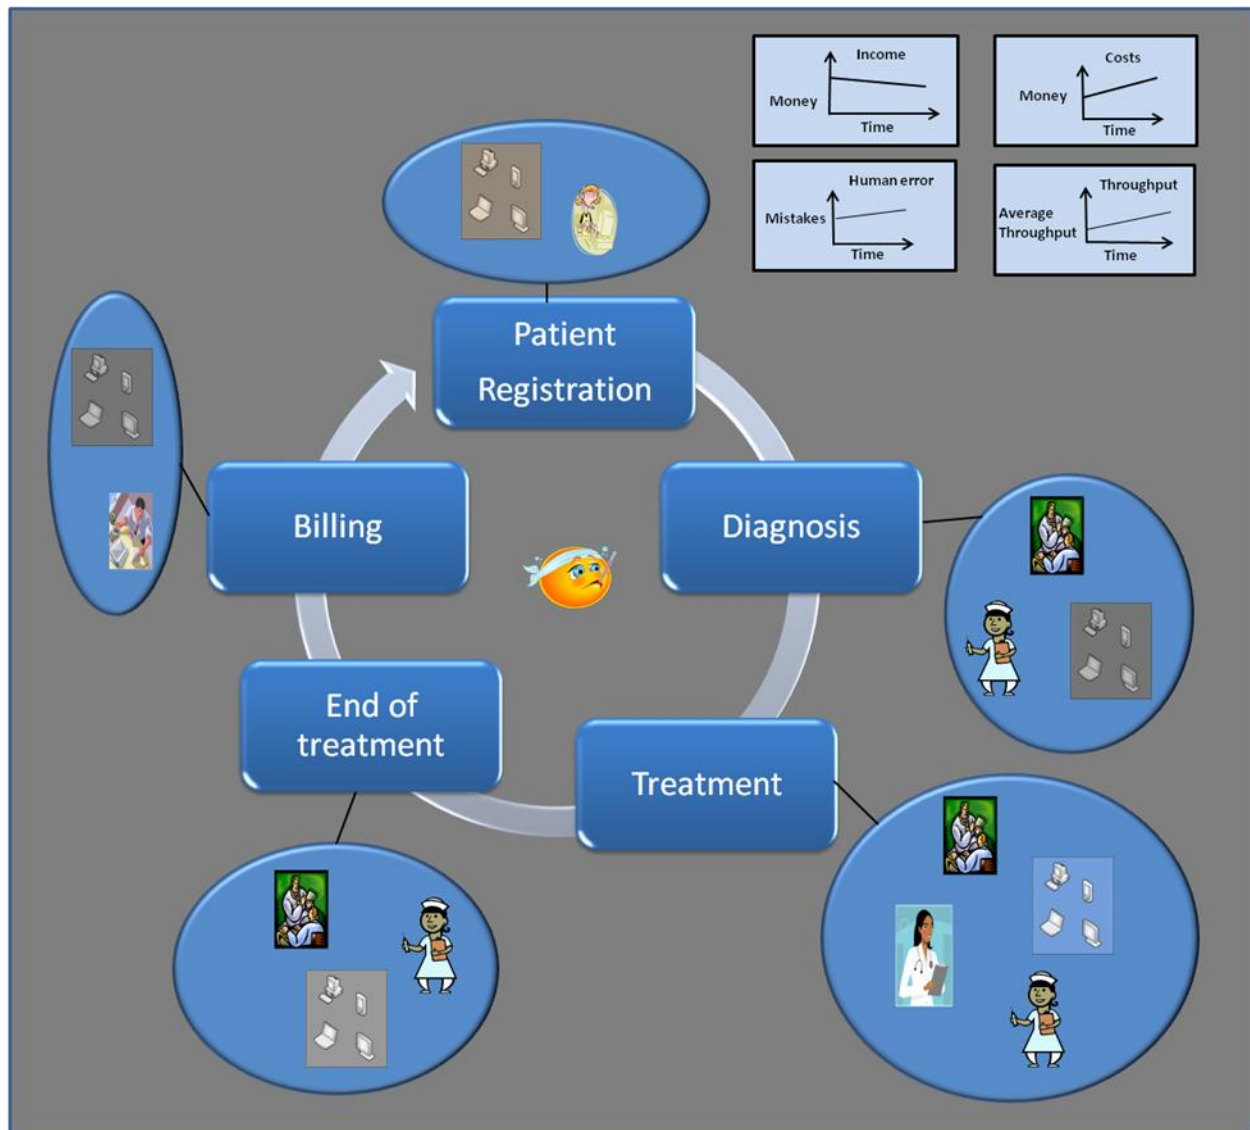 Income
Money
Time
Costs
Money
Time
Human error
Mistakes
Time
Throughput
Average
Throughput
Time
Patient
Registration
Diagnosis
Treatment
End of
treatment
Billing